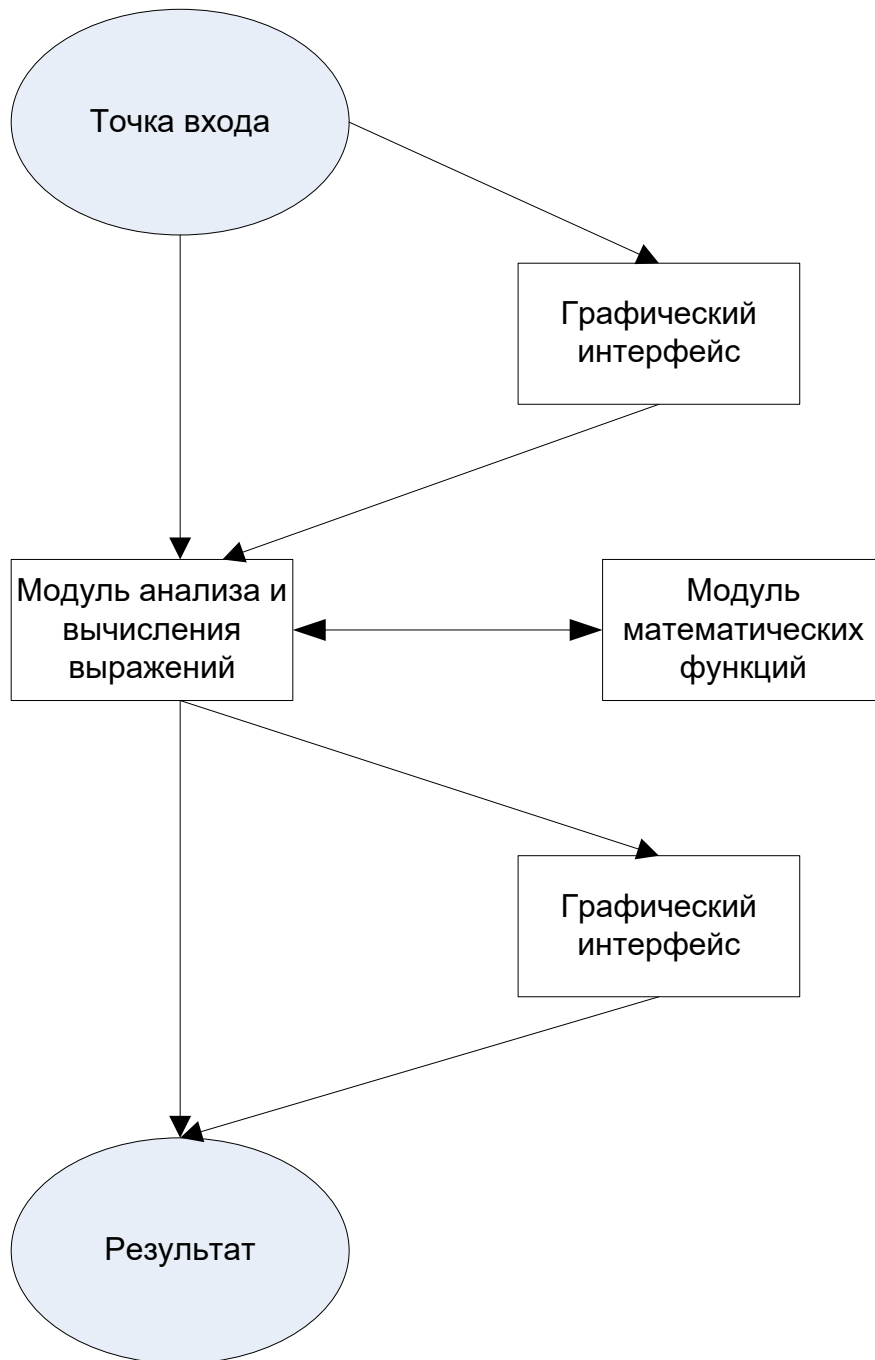 Точка входа
Графический
интерфейс
Модуль анализа и
вычисления
выражений
Модуль
математических
функций
Графический
интерфейс
Результат